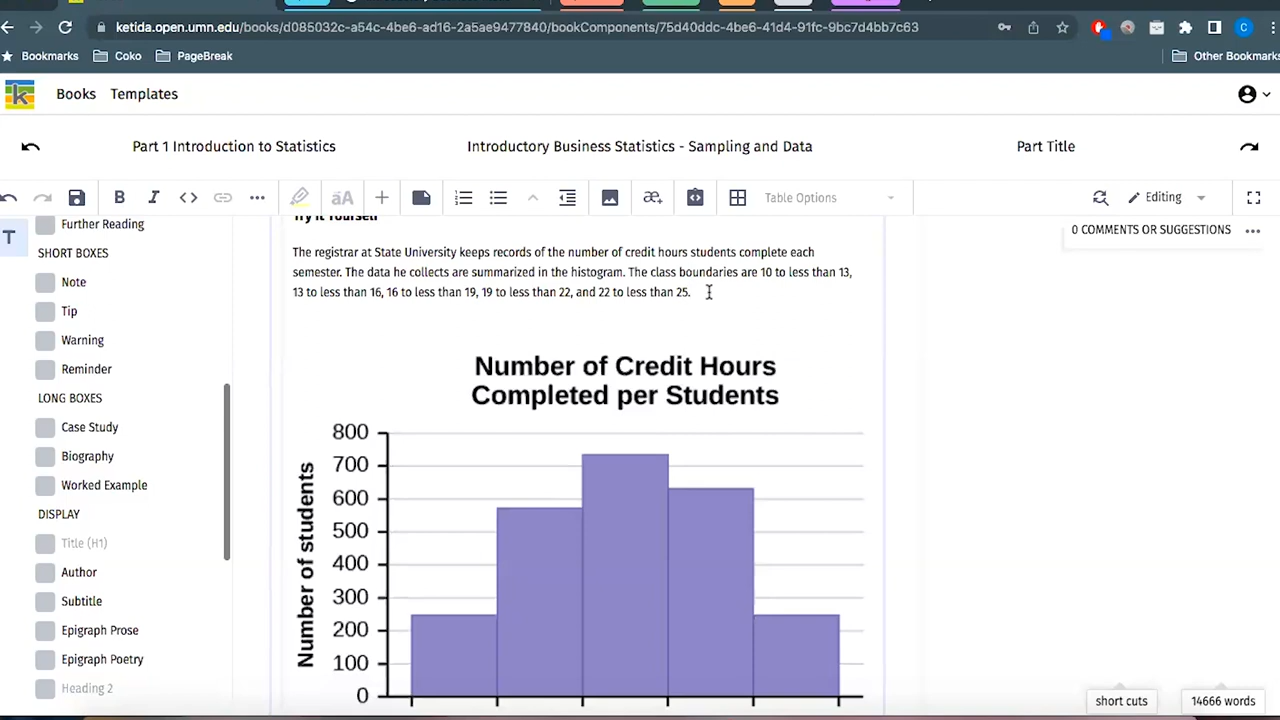 ketida.open.umn.edu/books/d085032c-a54c-4be6-ad16-2a5ae9477840/bookComponents/75d40ddc-4be6-41d4-91fc-9bc7d4bb7c63
C
Bookmarks
Coko
PageBreak
Other Bookmarks
k
Books
Templates
Part 1 Introduction to Statistics
Introductory Business Statistics - Sampling and Data
Part Title
B
I
<>
...
aA
æ
Table Options
Editing
T
Further Reading
SHORT BOXES
Note
Tip
Warning
Reminder
LONG BOXES
Case Study
Biography
Worked Example
DISPLAY
Title (H1)
Author
Subtitle
Epigraph Prose
Epigraph Poetry
Heading 2
Try It Yourself
The registrar at State University keeps records of the number of credit hours students complete each
semester. The data he collects are summarized in the histogram. The class boundaries are 10 to less than 13,
13 to less than 16, 16 to less than 19, 19 to less than 22, and 22 to less than 25.
Number of Credit Hours
Completed per Students
Number of students
800
700
600
500
400
300
200
100
0
0 COMMENTS OR SUGGESTIONS
short cuts
14666 words